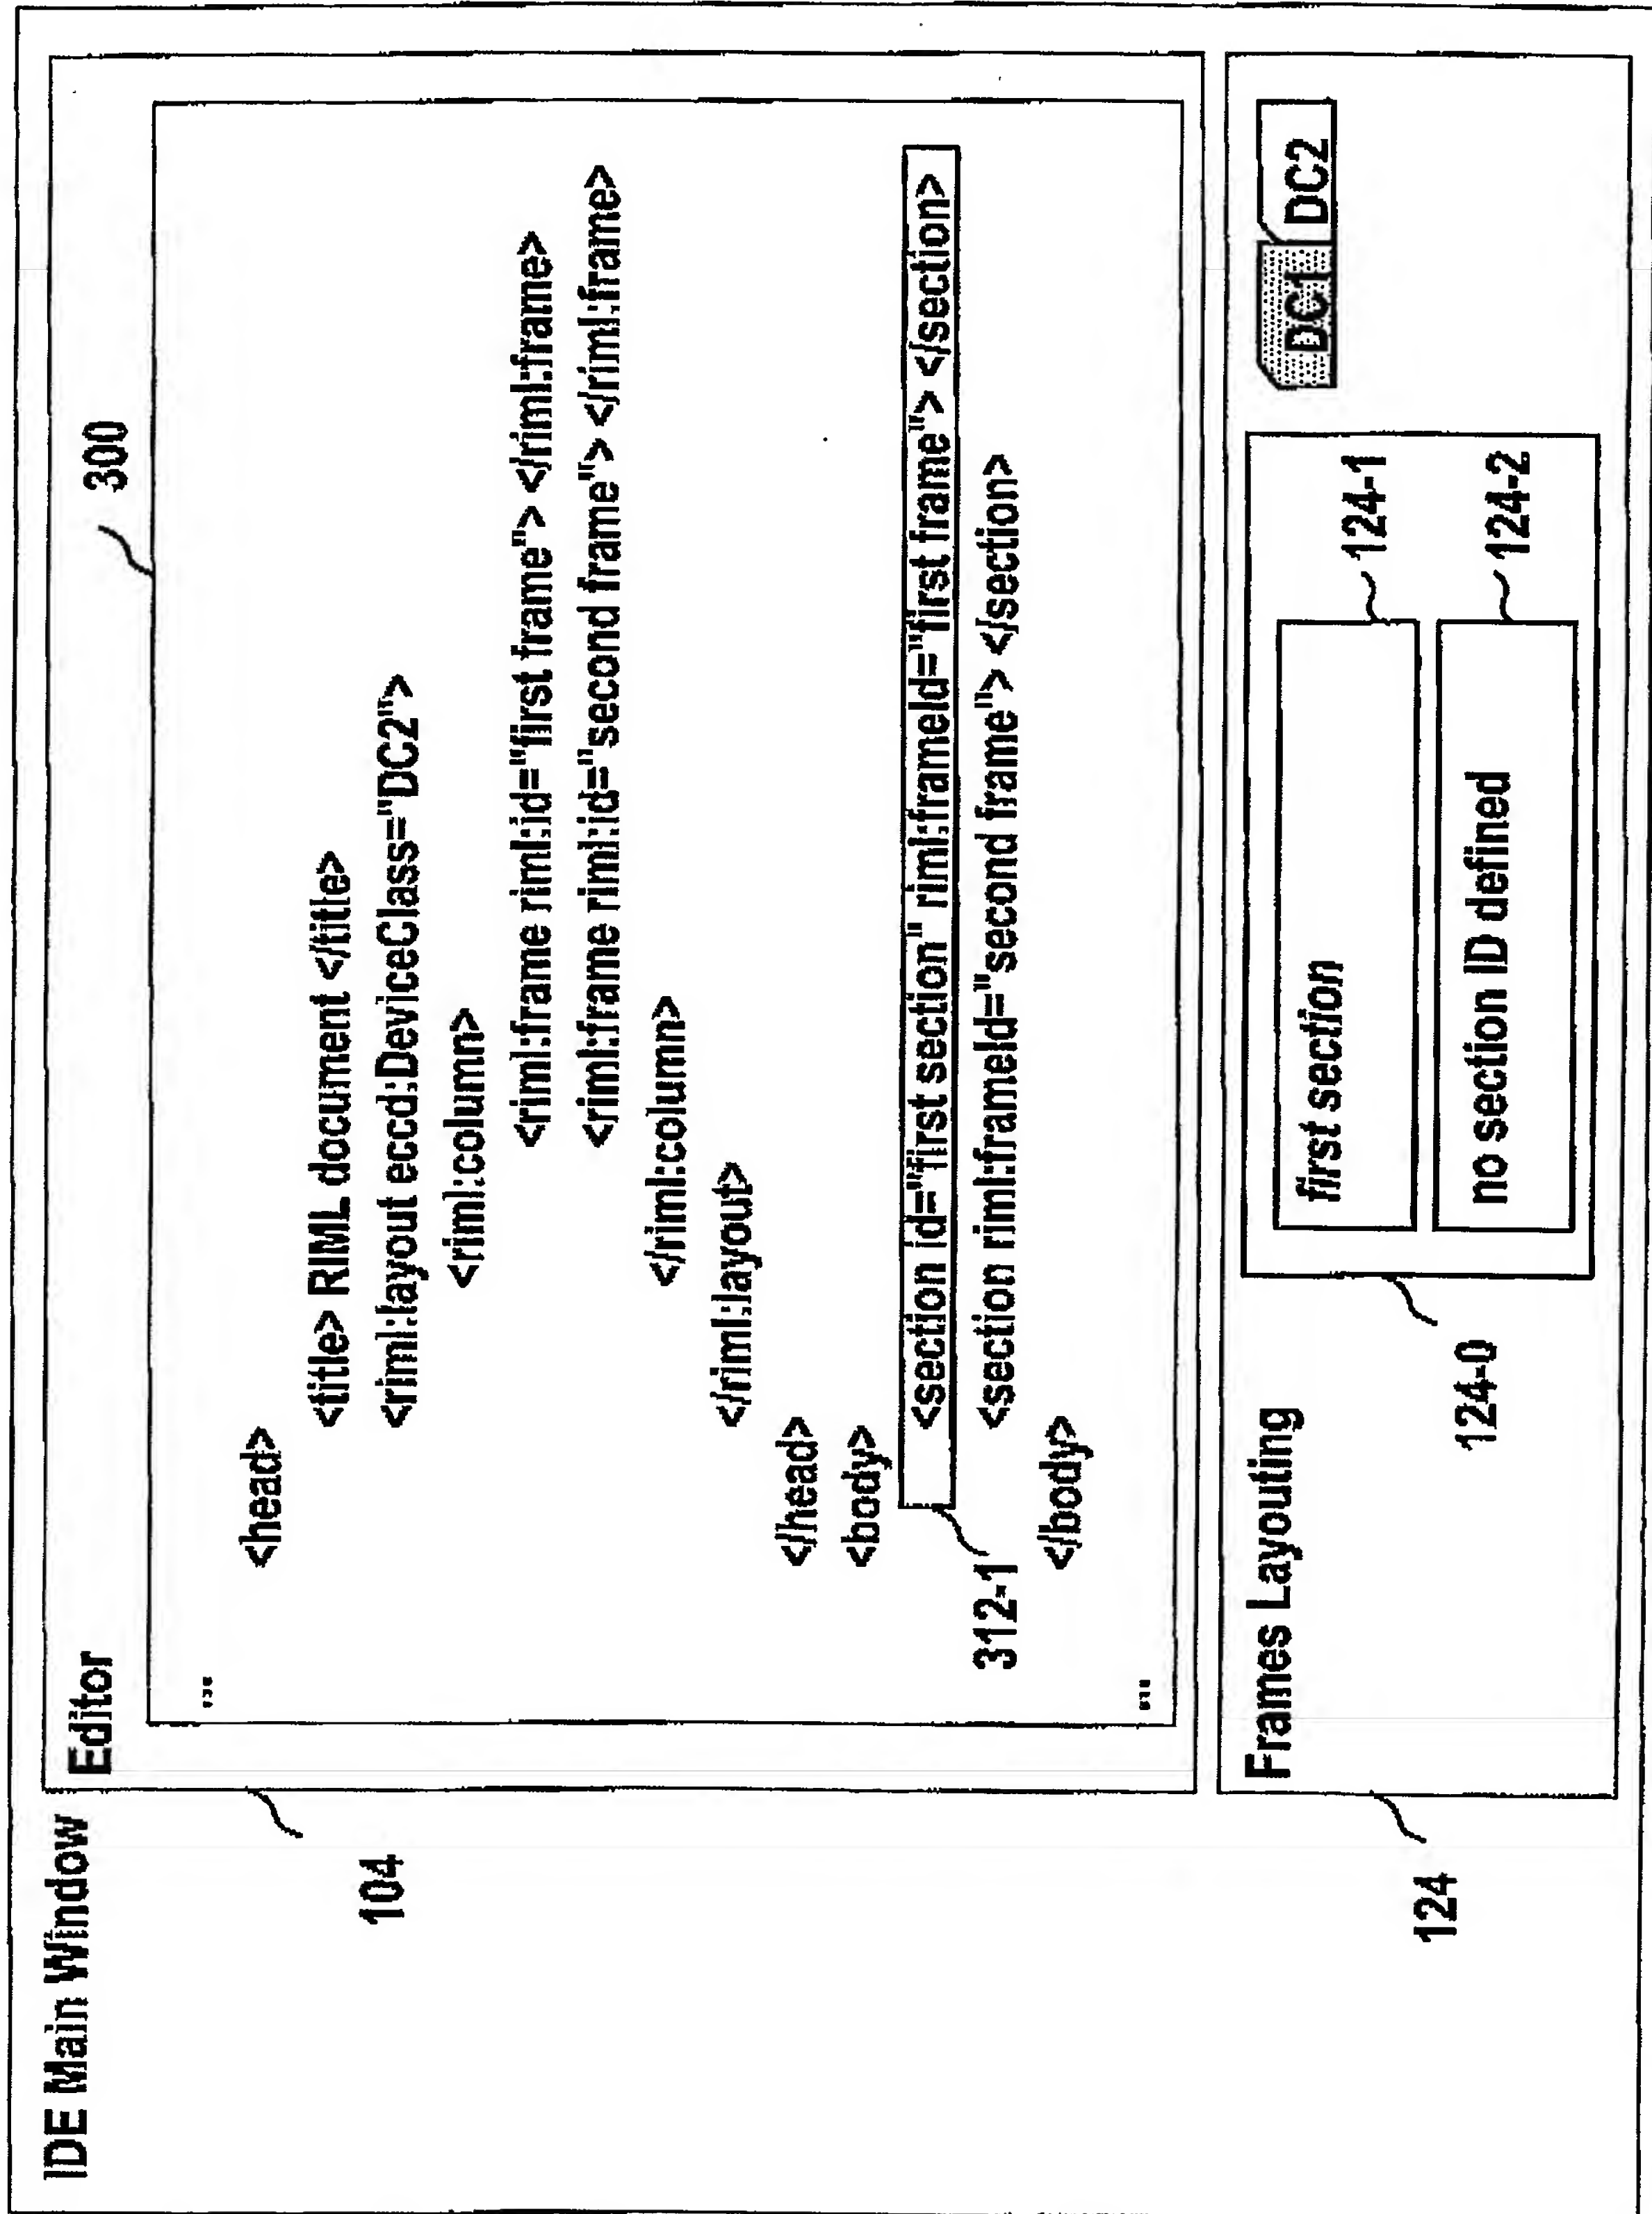 IDE Main Window
Editor
300
104
...
<head>
<title> RIML document </title>
<riml:layout eccd:DeviceClass="DC2">
<riml:column>
<riml:frame riml:id="first frame"> </riml:frame>
<riml:frame riml:id="second frame"> </riml:frame>
</riml:column>
</riml:layout>
</head>
<body>
<section id="first section" riml:frameId="first frame"> </section>
312-1
<section riml:frameId="second frame"> </section>
</body>
...
Frames Layouting
DC1 DC2
124
124-0
first section
124-1
no section ID defined
124-2